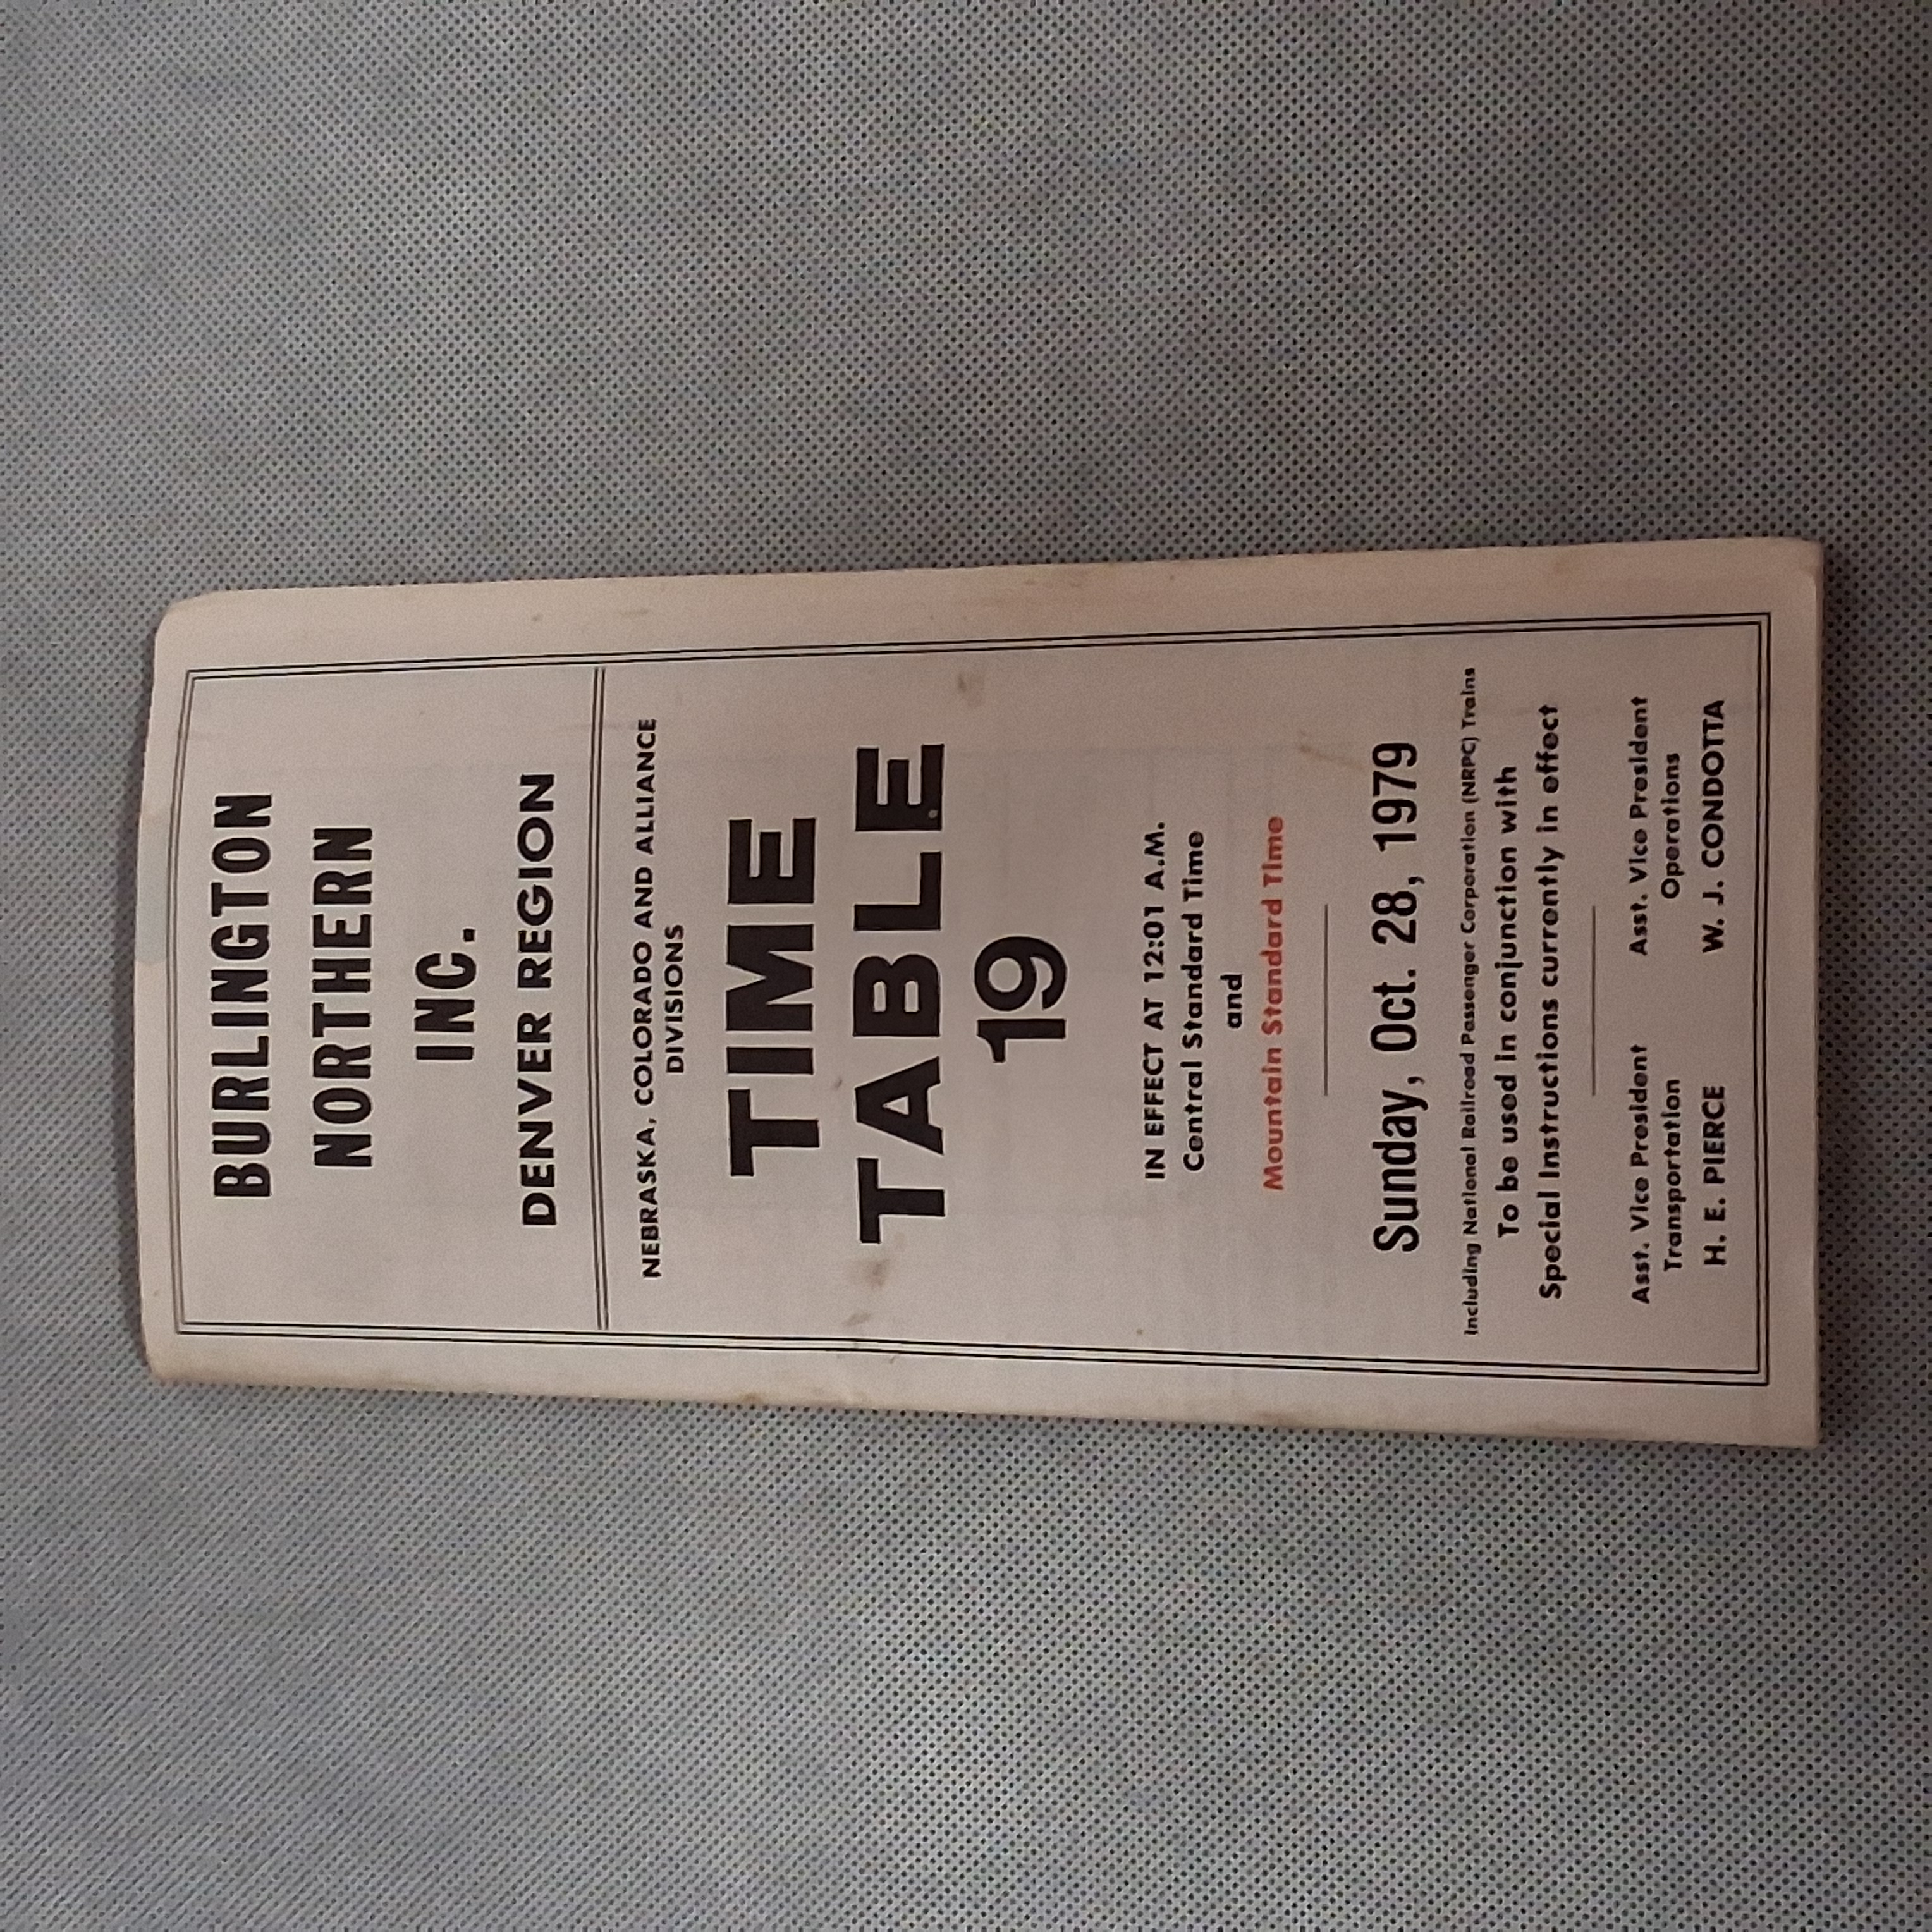 BURLINGTON
NORTHERN
INC.
DENVER REGION
NEBRASKA, COLORADO AND ALLIANCE
DIVISIONS
TIME
TABLE
19
IN EFFECT AT 12:01 A.M.
Central Standard Time
and
Mountain Standard Time
Sunday, Oct. 28, 1979
Including National Railroad Passenger Corporation (NRPC) Trains
To be used in conjunction with
Special Instructions currently in effect
Asst. Vice President
Transportation
H. E. PIERCE
Asst. Vice President
Operations
W. J. CONDOTTA